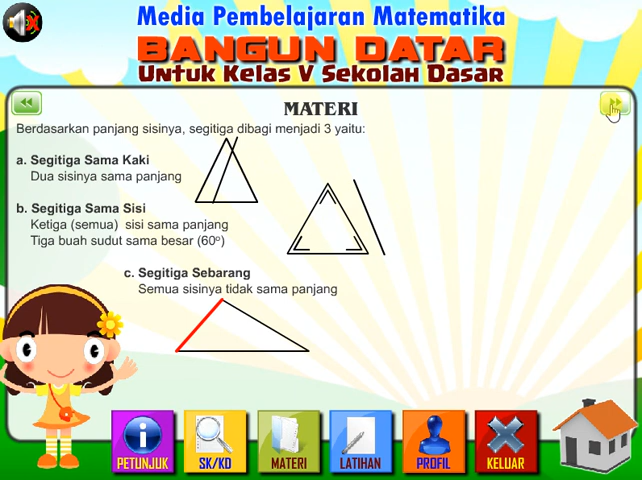 Media Pembelajaran Matematika
BANGUN DATAR
Untuk Kelas V Sekolah Dasar
MATERI
Berdasarkan panjang sisinya, segitiga dibagi menjadi 3 yaitu:
a. Segitiga Sama Kaki
Dua sisinya sama panjang
b. Segitiga Sama Sisi
Ketiga (semua) sisi sama panjang
Tiga buah sudut sama besar (60º)
c. Segitiga Sebarang
Semua sisinya tidak sama panjang
PETUNJUK
SK/KD
MATERI
LATIHAN
PROFIL
KELUAR